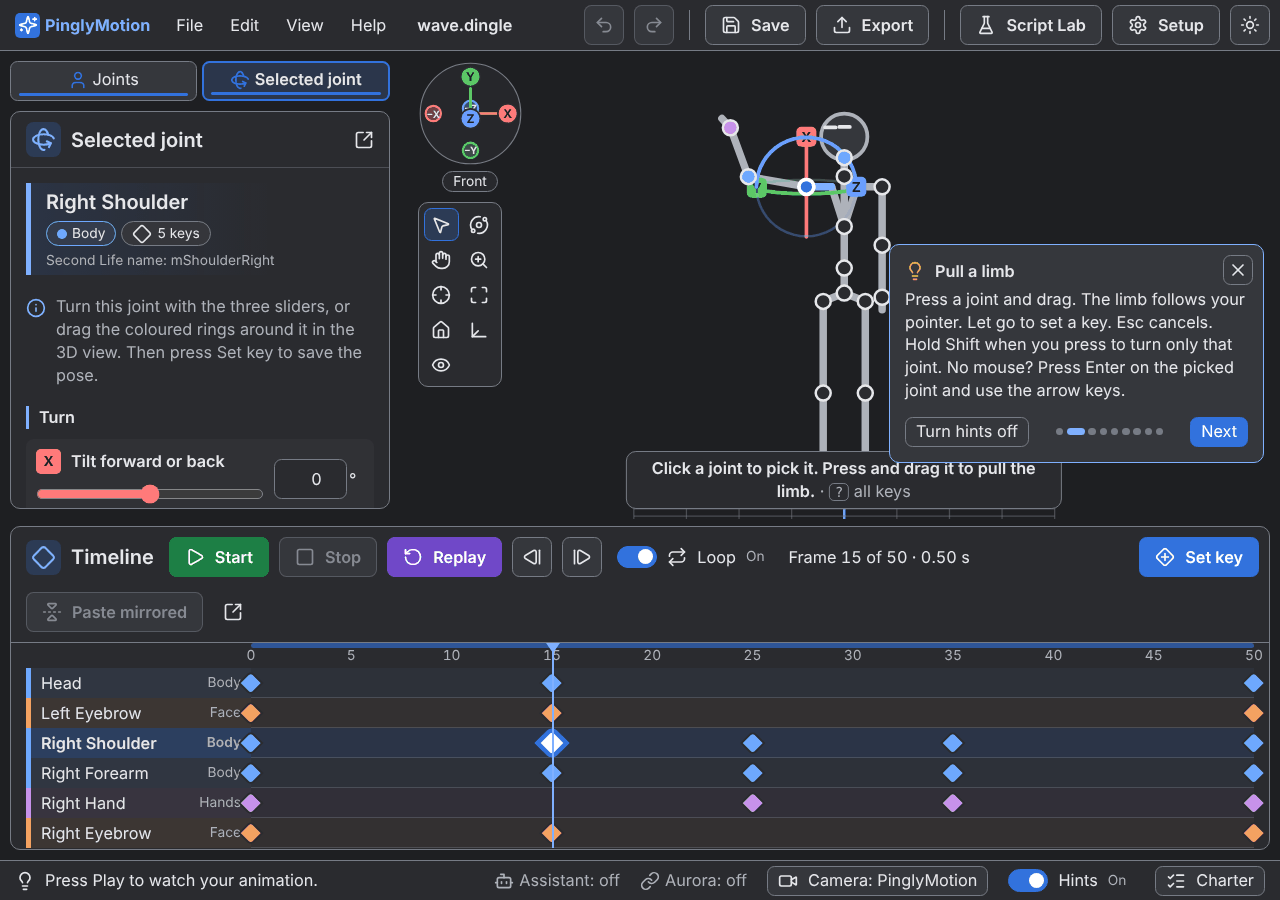 PinglyMotion File Edit View Help wave.dingle Save Export Script Lab Setup
Joints Selected joint
Selected joint
Right Shoulder
Body 5 keys
Second Life name: mShoulderRight
Turn this joint with the three sliders, or
drag the coloured rings around it in the
3D view. Then press Set key to save the
pose.
Turn
X Tilt forward or back 0 °
Y
-X Z X
-Y
Front
X
Y Z
Pull a limb
Press a joint and drag. The limb follows your
pointer. Let go to set a key. Esc cancels.
Hold Shift when you press to turn only that
joint. No mouse? Press Enter on the picked
joint and use the arrow keys.
Turn hints off Next
Click a joint to pick it. Press and drag it to pull the
limb. · ? all keys
Timeline Start Stop Replay Loop On Frame 15 of 50 · 0.50 s Set key
Paste mirrored
0 5 10 15 20 25 30 35 40 45 50
Head Body
Left Eyebrow Face
Right Shoulder Body
Right Forearm Body
Right Hand Hands
Right Eyebrow Face
Press Play to watch your animation. Assistant: off Aurora: off Camera: PinglyMotion Hints On Charter